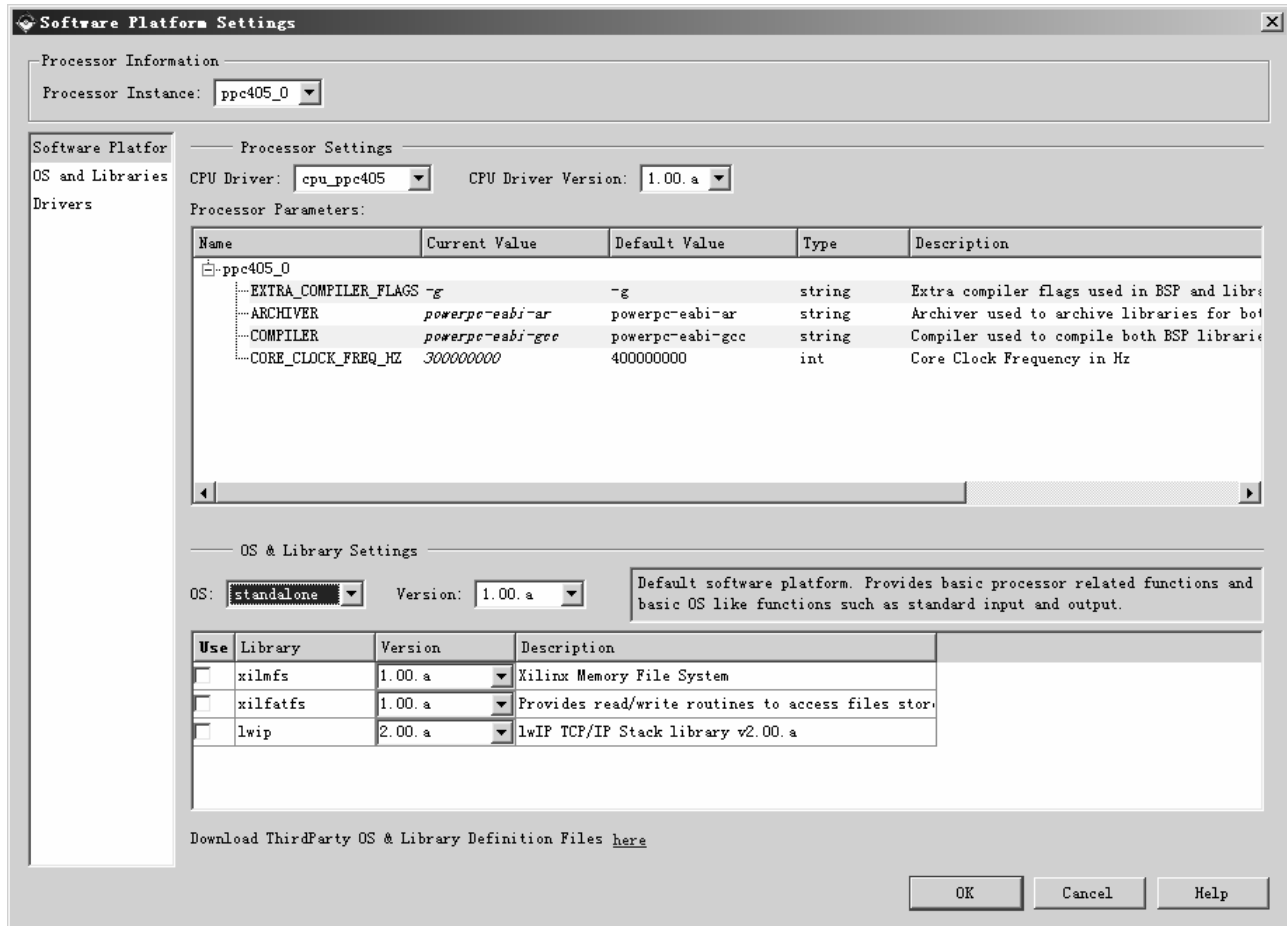 Software Platform Settings
Processor Information
Processor Instance: ppc405_0
Software Platfor
OS and Libraries
Drivers
Processor Settings
CPU Driver: cpu_ppc405 CPU Driver Version: 1.00.a
Processor Parameters:
Name Current Value Default Value Type Description
ppc405_0
EXTRA_COMPILER_FLAGS -g -g string Extra compiler flags used in BSP and libra
ARCHIVER powerpc-eabi-ar powerpc-eabi-ar string Archiver used to archive libraries for bot
COMPILER powerpc-eabi-gcc powerpc-eabi-gcc string Compiler used to compile both BSP librarie
CORE_CLOCK_FREQ_HZ 300000000 400000000 int Core Clock Frequency in Hz
OS & Library Settings
OS: standalone Version: 1.00.a
Default software platform. Provides basic processor related functions and
basic OS like functions such as standard input and output.
Use Library Version Description
xilmfs 1.00.a Xilinx Memory File System
xilfatfs 1.00.a Provides read/write routines to access files stor
lwip 2.00.a lwIP TCP/IP Stack library v2.00.a
Download ThirdParty OS & Library Definition Files here
OK Cancel Help